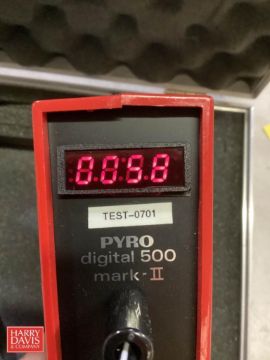 0058
TEST-0701
PYRO
digital 500
mark-II
HARRY
DAVIS
& COMPANY